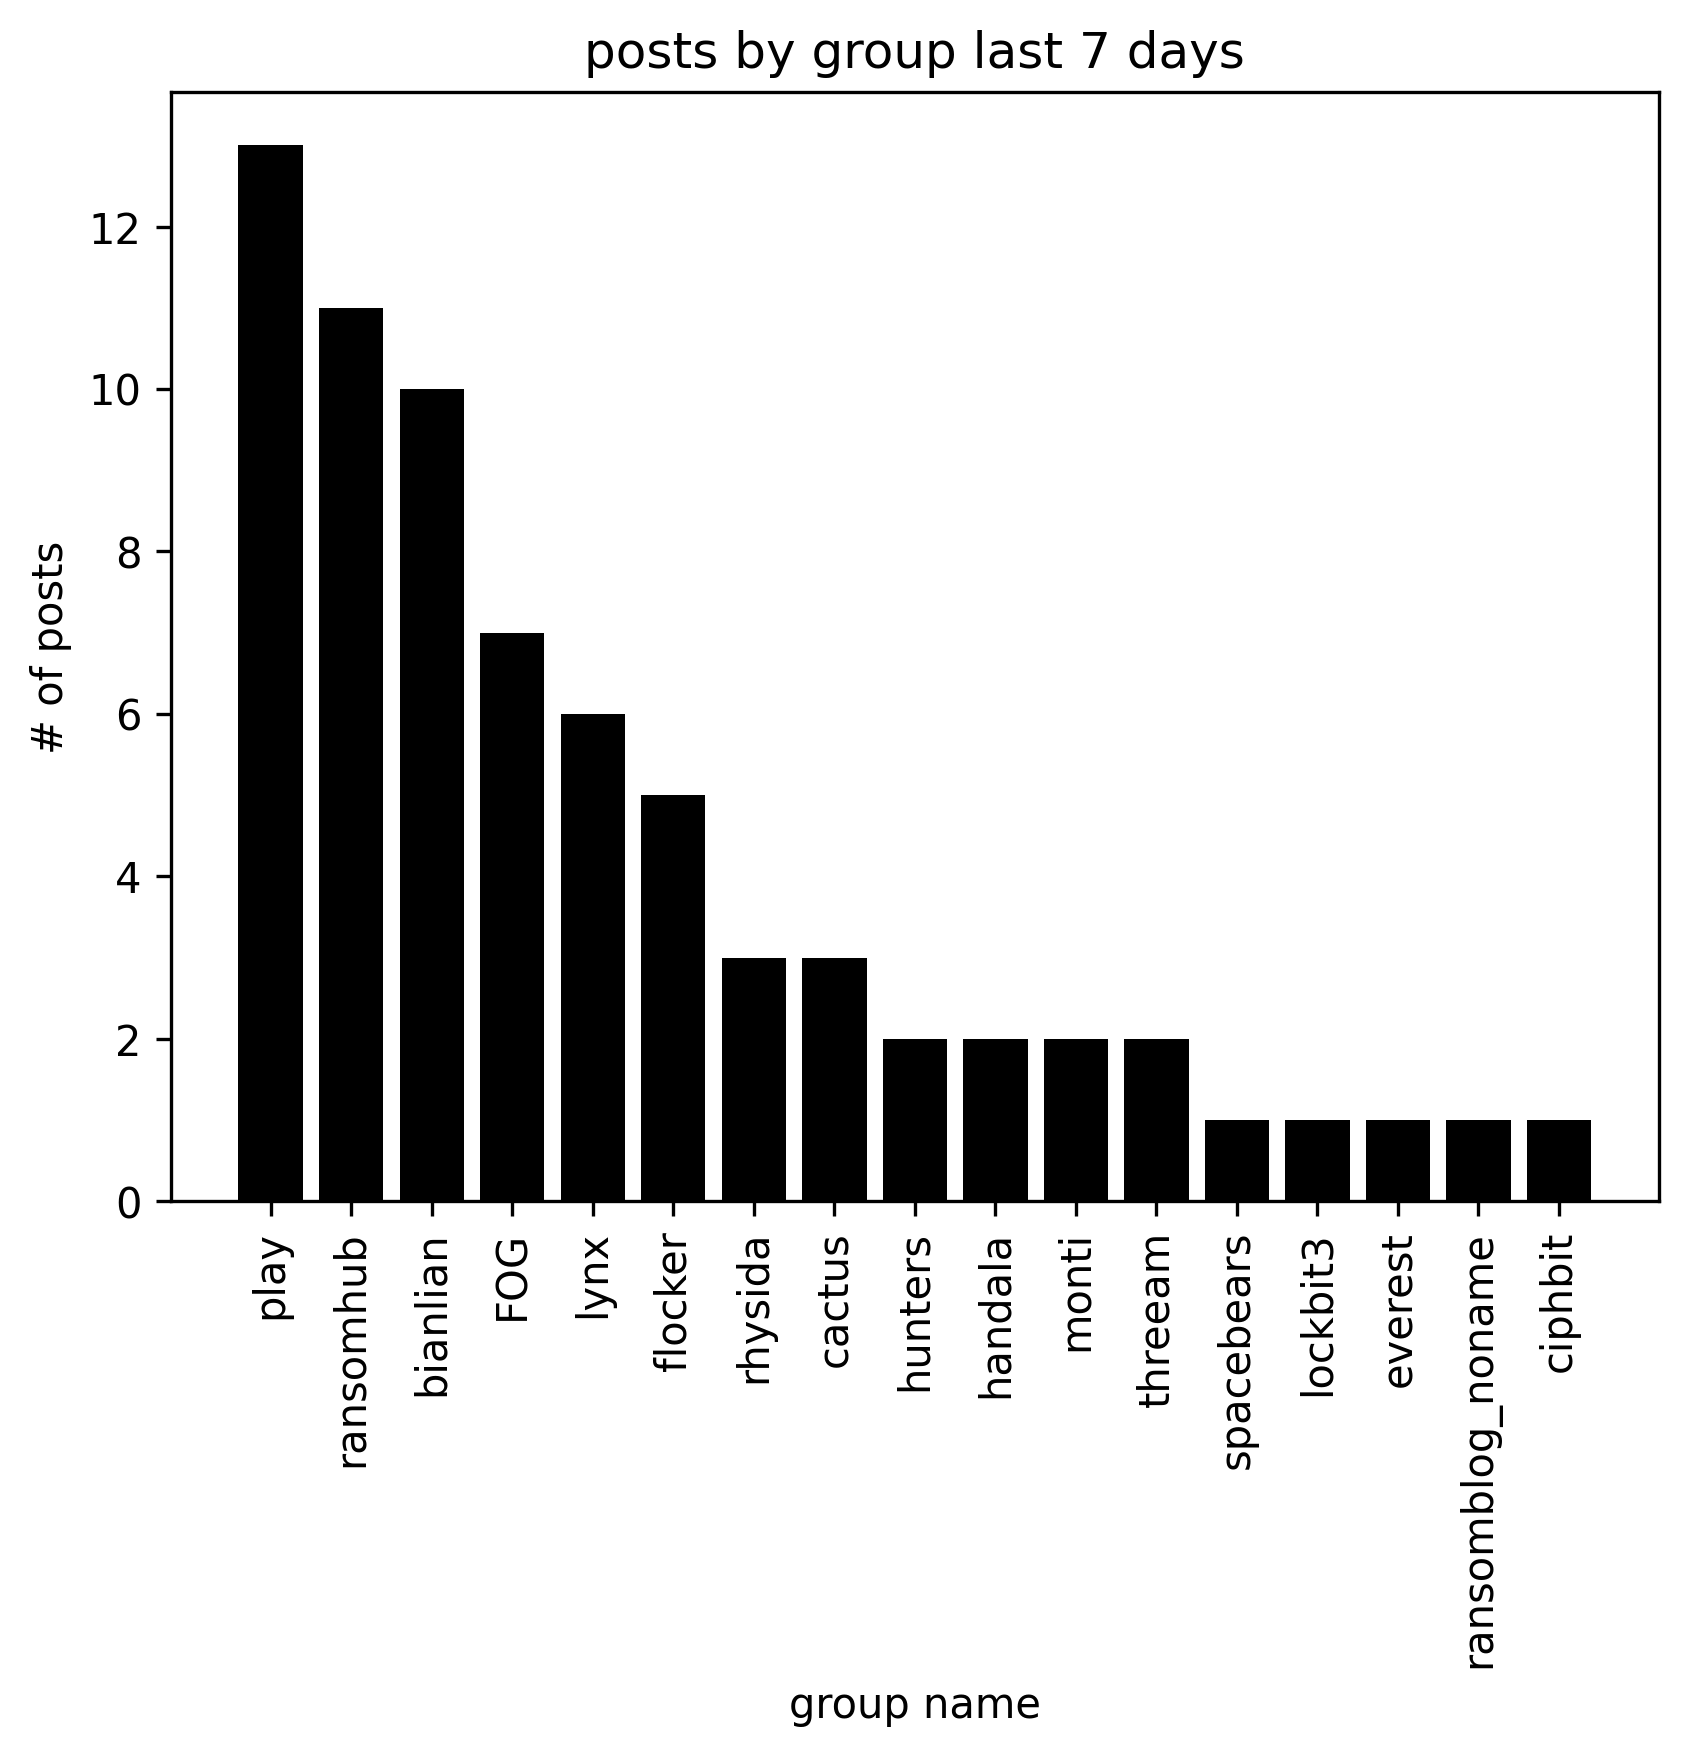 posts by group last 7 days
# of posts
12
10
8
6
4
2
0
play
ransomhub
bianlian
FOG
lynx
flocker
rhysida
cactus
hunters
handala
monti
threeam
spacebears
lockbit3
everest
ransomblog_noname
ciphbit
group name